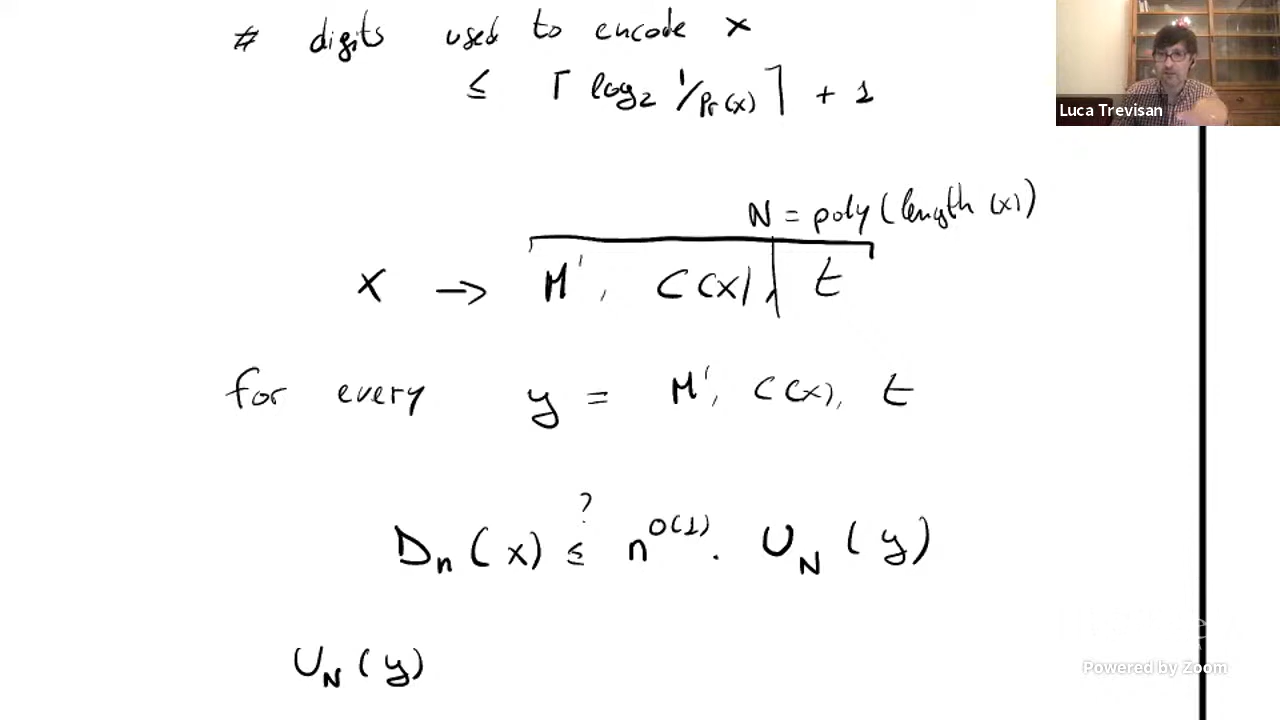 # digits used to encode x
≤ ⌈ log₂ 1/Pr(x) ⌉ + 1
Luca Trevisan
N = poly(length (x))
x → M', C(x), t
for every y = M', C(x), t
?
Dₙ(x) ≤ n^O(1) · U_N(y)
U_N(y)
Powered by Zoom